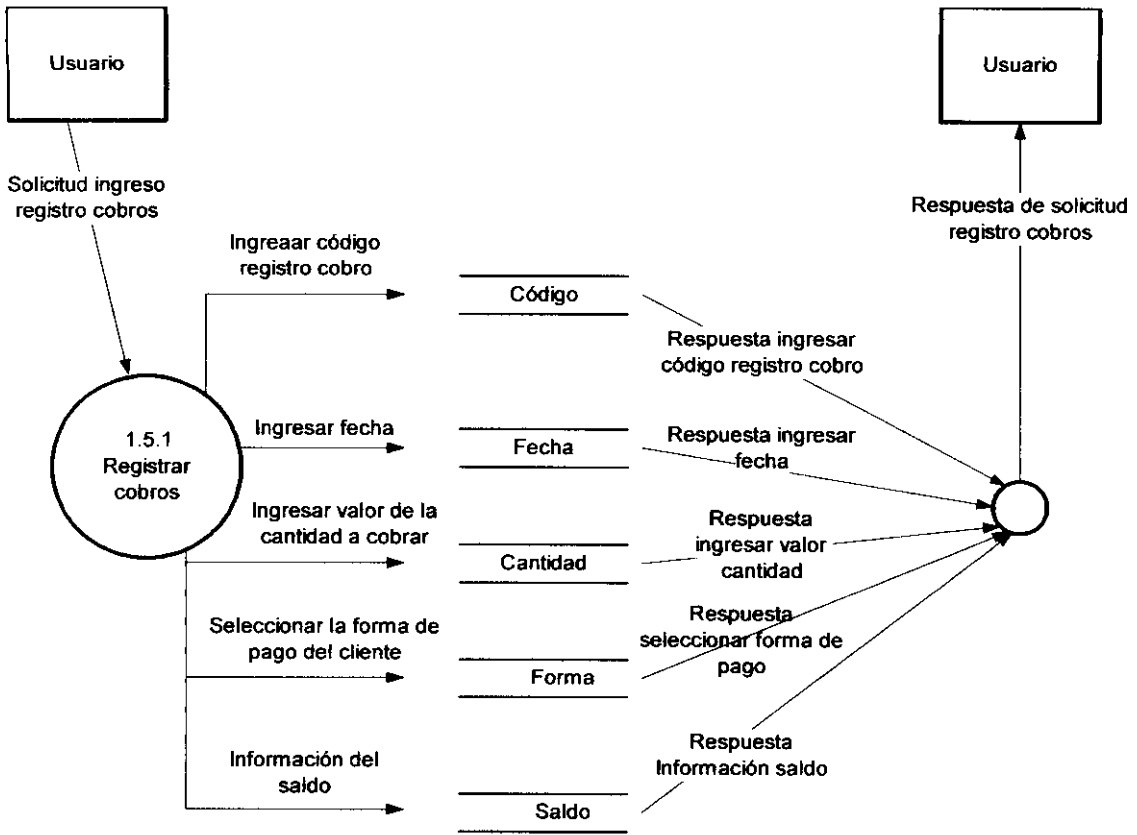 Usuario
Usuario
Solicitud ingreso
registro cobros
Respuesta de solicitud
registro cobros
Ingreaar código
registro cobro
Código
Respuesta ingresar
código registro cobro
1.5.1
Registrar
cobros
Ingresar fecha
Fecha
Respuesta ingresar
fecha
Ingresar valor de la
cantidad a cobrar
Cantidad
Respuesta
ingresar valor
cantidad
Seleccionar la forma de
pago del cliente
Forma
Respuesta
seleccionar forma de
pago
Información del
saldo
Saldo
Respuesta
Información saldo